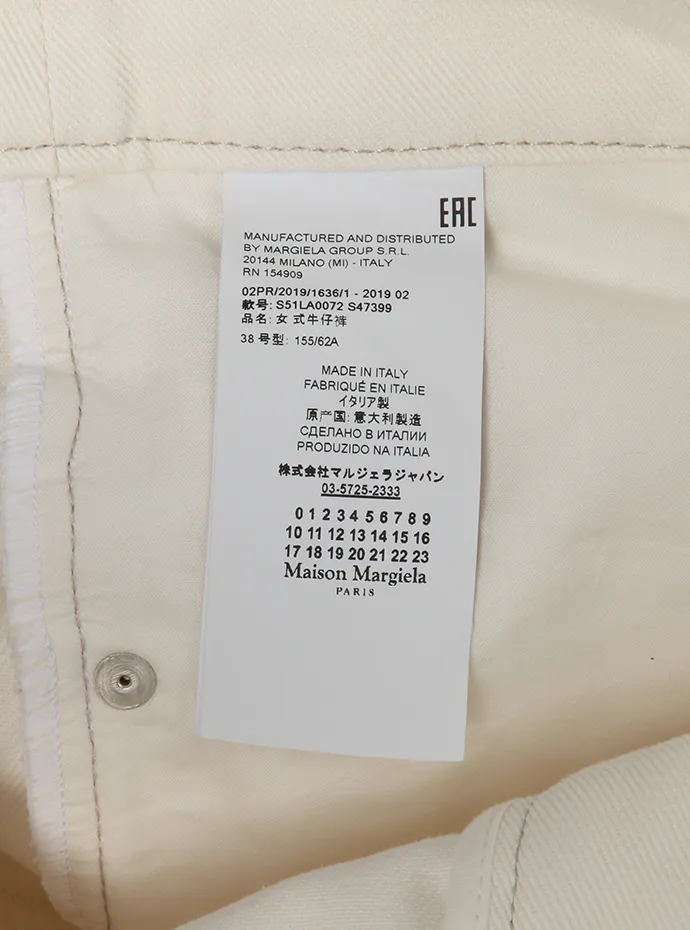 EAC
MANUFACTURED AND DISTRIBUTED
BY MARGIELA GROUP S.R.L.
20144 MILANO (MI) - ITALY
RN 154909
02PR/2019/1636/1 - 2019 02
款号: S51LA0072 S47399
品名: 女 式牛仔裤
38 号型: 155/62A
MADE IN ITALY
FABRIQUÉ EN ITALIE
イタリア製
原产国: 意大利製造
СДЕЛАНО В ИТАЛИИ
PRODUZIDO NA ITALIA
株式会社マルジェラジャパン
03-5725-2333
0 1 2 3 4 5 6 7 8 9
10 11 12 13 14 15 16
17 18 19 20 21 22 23
Maison Margiela
PARIS